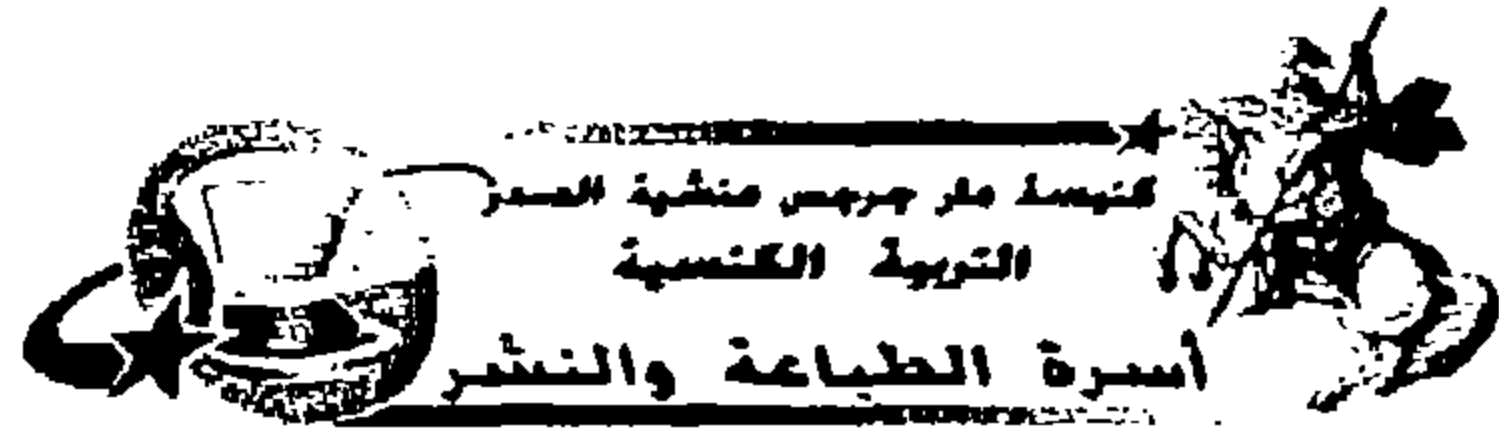 كنيسة مار جرجس منشية الصدر
التربية الكنسية
أسرة الطباعة والنشر